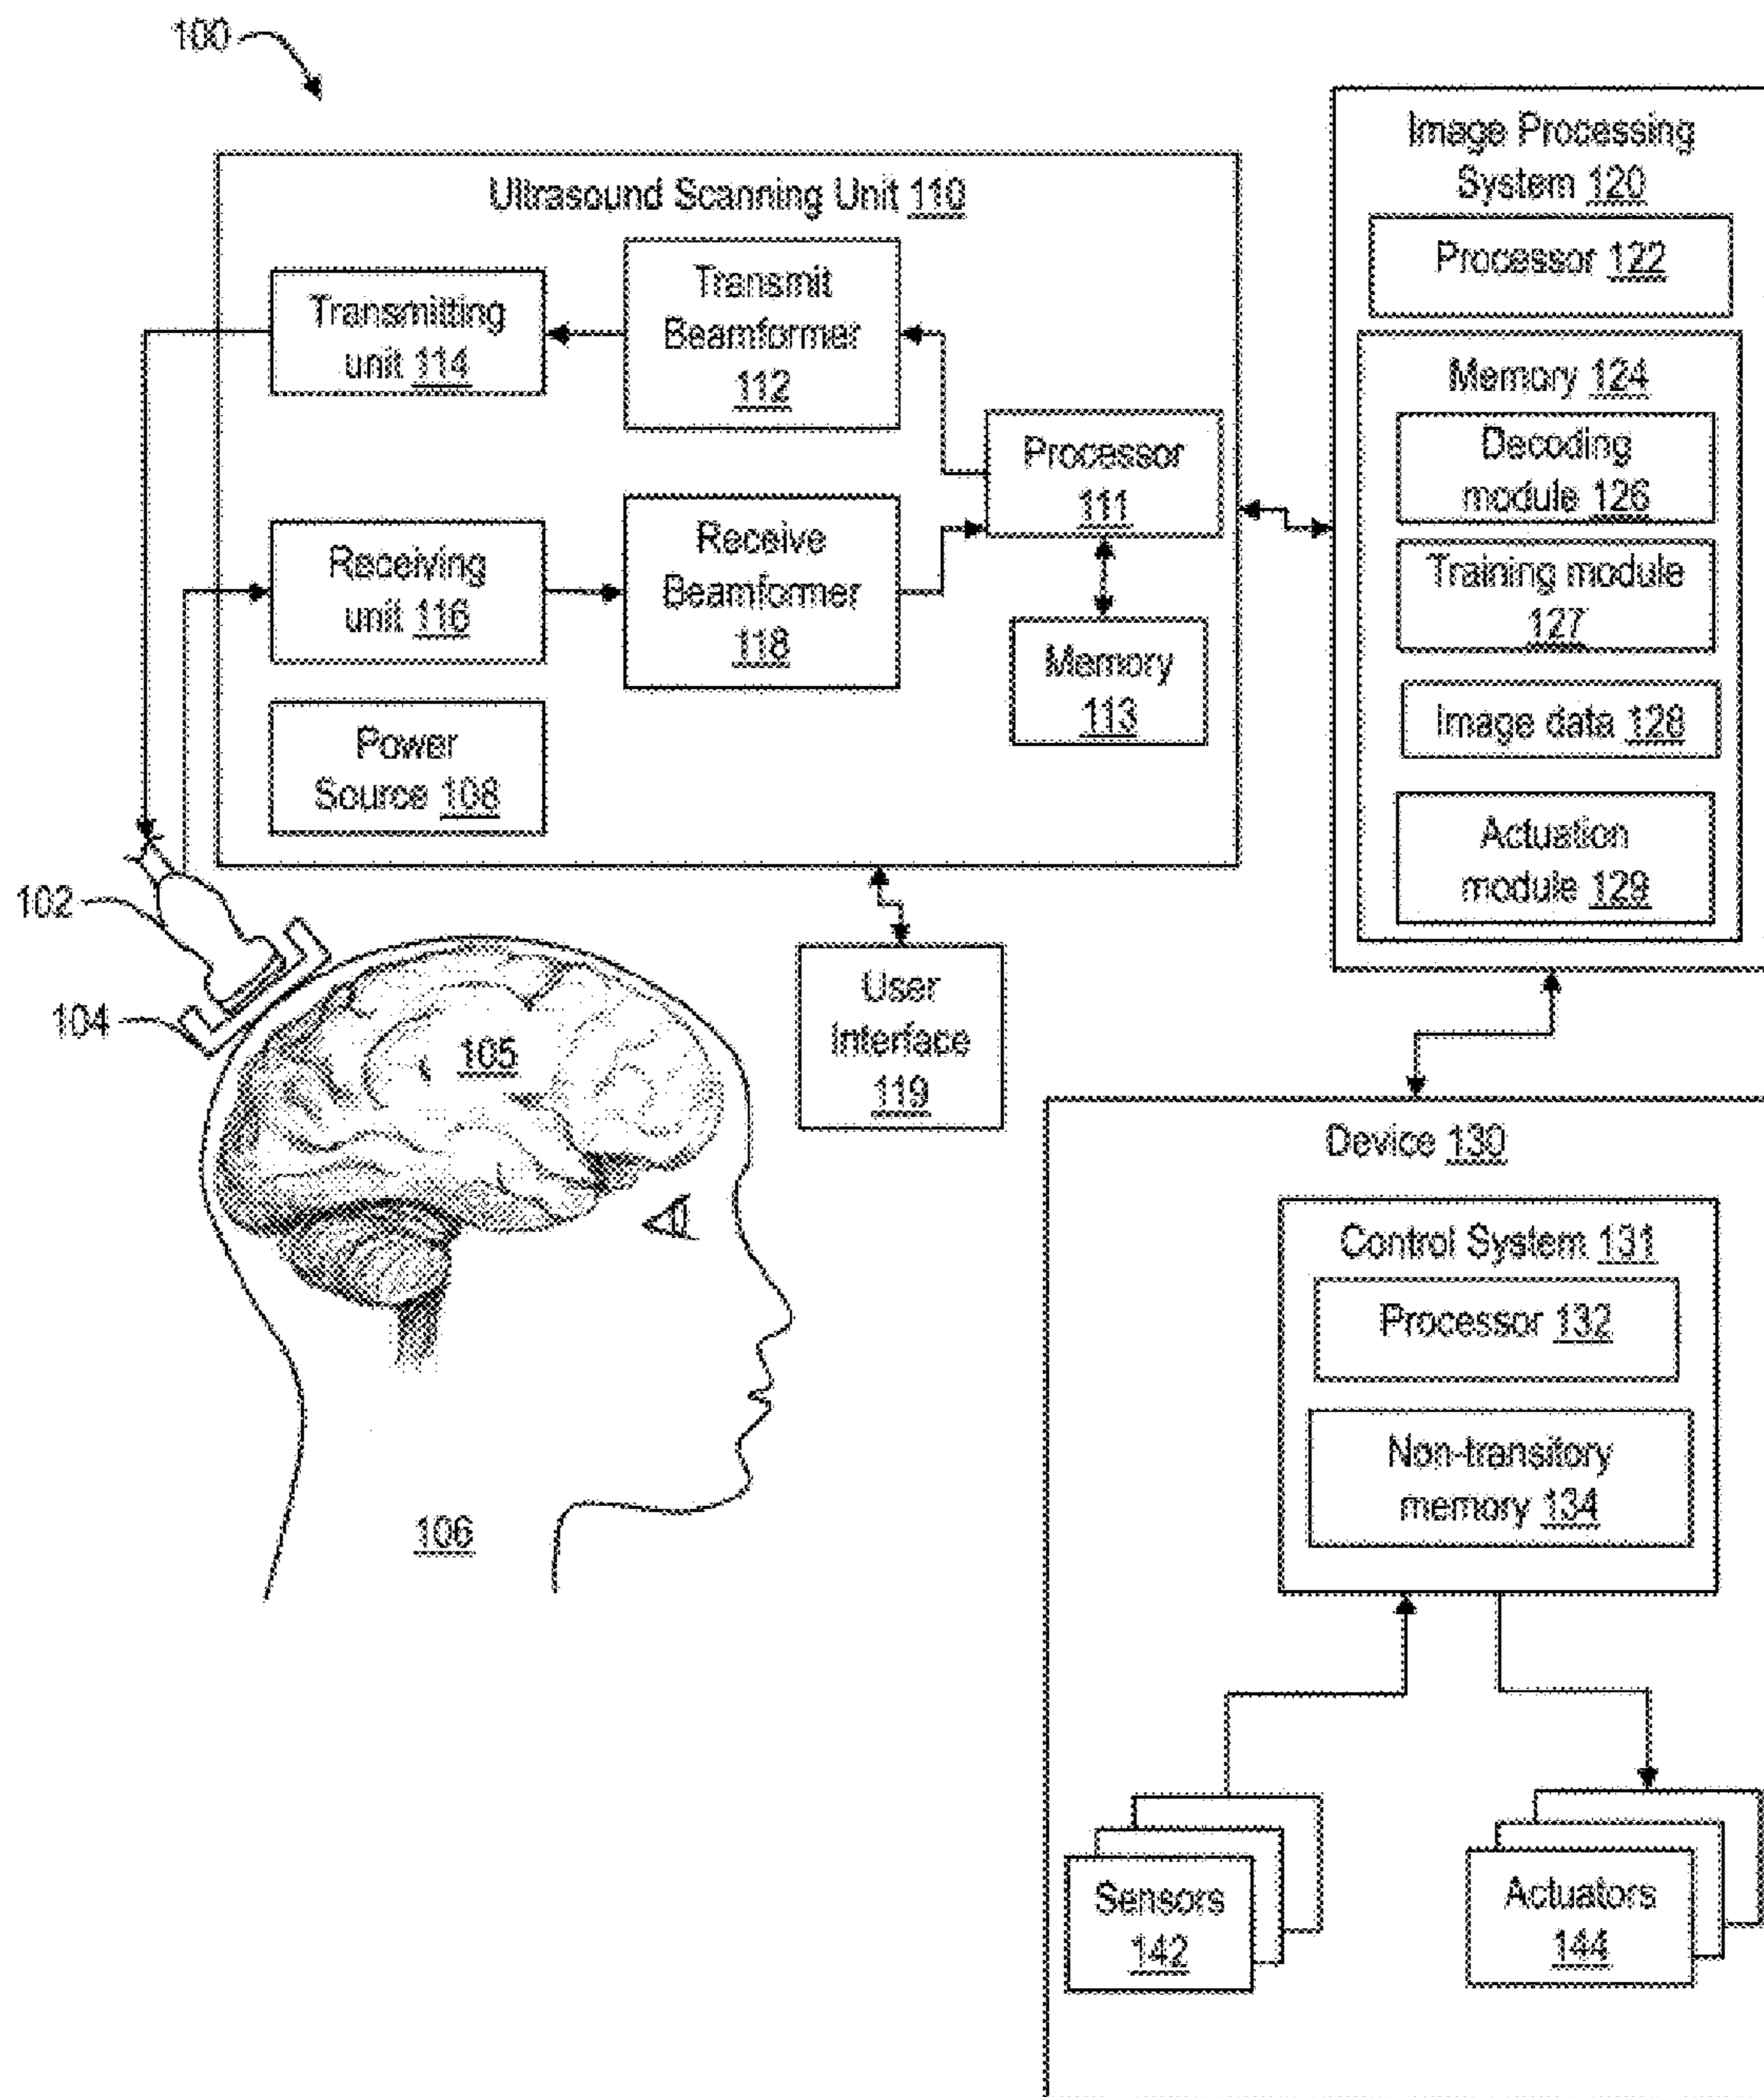 100
Ultrasound Scanning Unit 110
Transmitting
unit 114
Transmit
Beamformer
112
Processor
111
Receiving
unit 116
Receive
Beamformer
118
Memory
113
Power
Source 108
Image Processing
System 120
Processor 122
Memory 124
Decoding
module 126
Training module
127
Image data 128
Actuation
module 129
102
104
105
106
User
Interface
119
Device 130
Control System 131
Processor 132
Non-transitory
memory 134
Sensors
142
Actuators
144